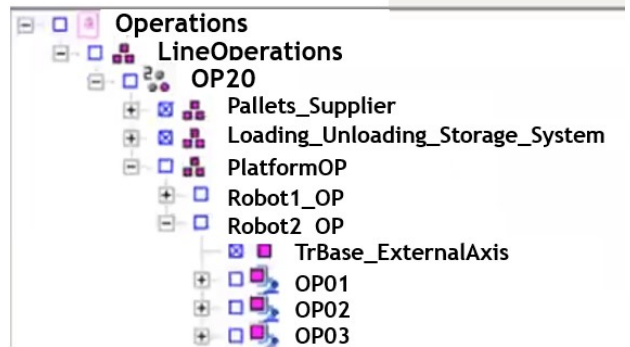 Operations
LineOperations
OP20
Pallets_Supplier
Loading_Unloading_Storage_System
PlatformOP
Robot1_OP
Robot2_OP
TrBase_ExternalAxis
OP01
OP02
OP03